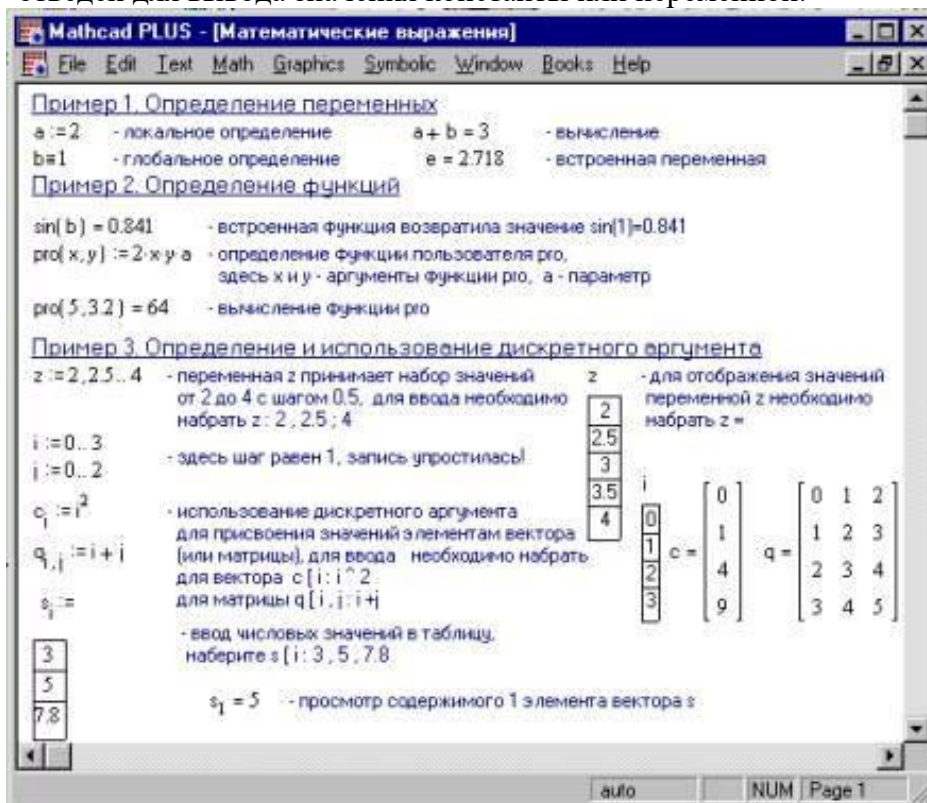 Mathcad PLUS - [Математические выражения]
File Edit Text Math Graphics Symbolic Window Books Help
Пример 1. Определение переменных
a := 2 - локальное определение a + b = 3 - вычисление
b≡1 - глобальное определение e = 2.718 - встроенная переменная
Пример 2. Определение функций
sin( b ) = 0.841 - встроенная функция возвратила значение sin(1)=0.841
pro( x, y ) := 2·x·y·a - определение функции пользователя pro,
здесь x и y - аргументы функции pro, a - параметр
pro( 5, 3.2 ) = 64 - вычисление функции pro
Пример 3. Определение и использование дискретного аргумента
z := 2, 2.5 .. 4 - переменная z принимает набор значений
от 2 до 4 с шагом 0.5, для ввода необходимо
набрать z : 2 , 2.5 ; 4
z - для отображения значений
переменной z необходимо
набрать z =
2
2.5
3
3.5
4
i := 0 .. 3
j := 0 .. 2
- здесь шаг равен 1, запись упростилась!
c_i := i^2 - использование дискретного аргумента
для присвоения значений элементам вектора
q_i,j := i + j (или матрицы), для ввода необходимо набрать
для вектора c [ i : i ^ 2
s_i := для матрицы q [ i , j : i +j
i
0
1
2
3
c =
0
1
4
9
q =
0 1 2
1 2 3
2 3 4
3 4 5
- ввод числовых значений в таблицу,
наберите s [ i : 3 , 5 , 7.8
3
5
7.8
s_1 = 5 - просмотр содержимого 1 элемента вектора s
auto NUM Page 1